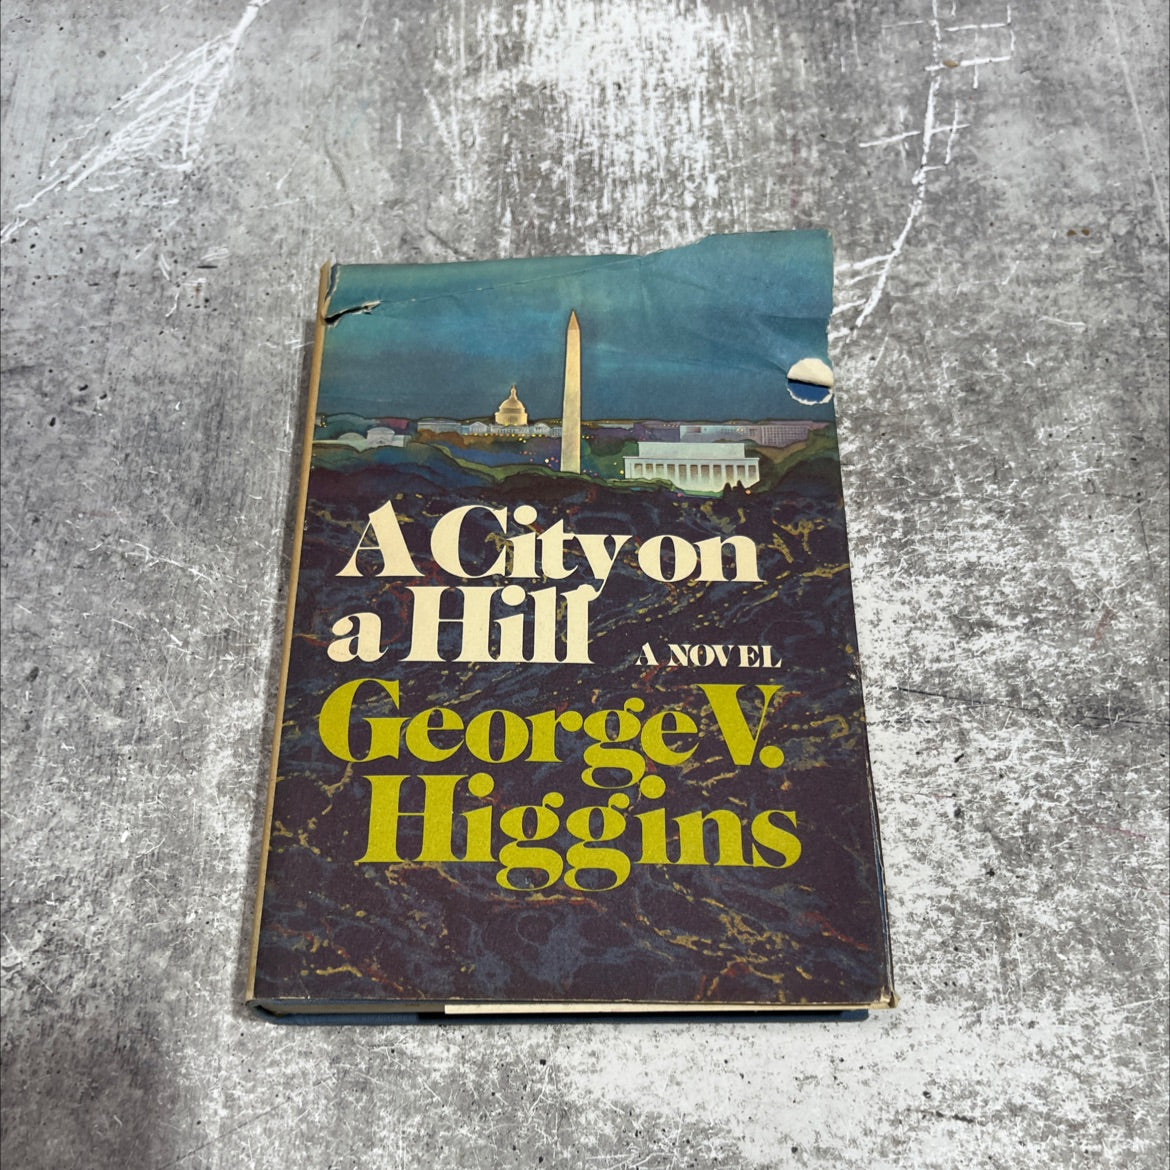 A City on
a Hill
A NOVEL
George V.
Higgins